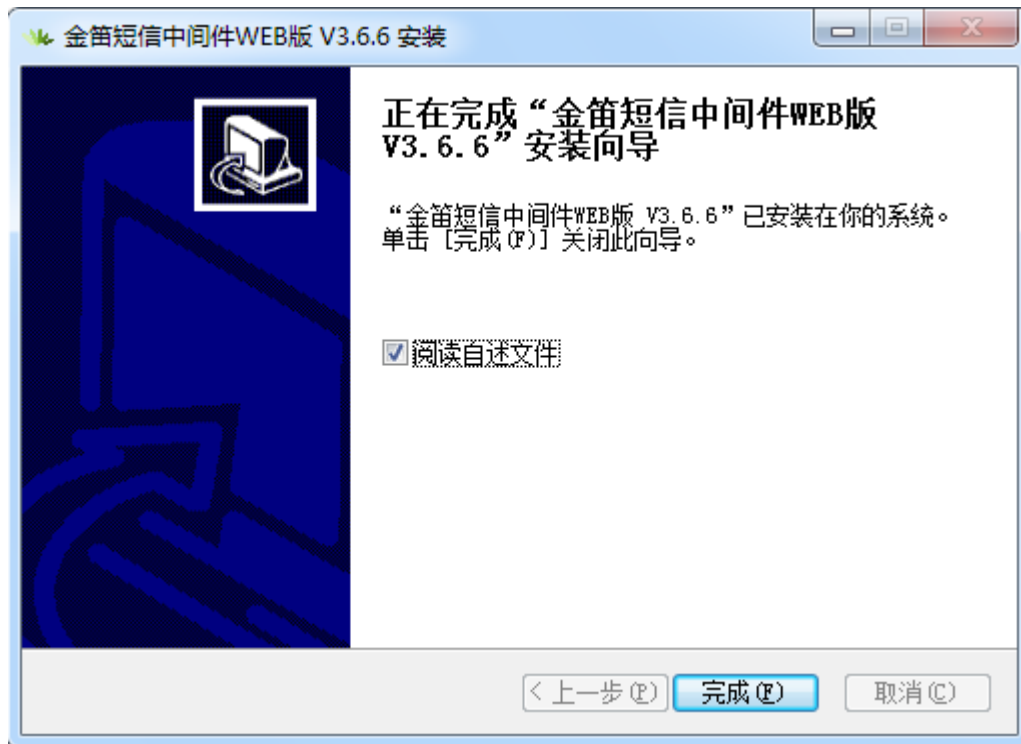 金笛短信中间件WEB版 V3.6.6 安装
正在完成“金笛短信中间件WEB版
V3.6.6”安装向导
“金笛短信中间件WEB版 V3.6.6”已安装在你的系统。
单击 [完成(F)] 关闭此向导。
阅读自述文件
< 上一步(P)
完成(F)
取消(C)